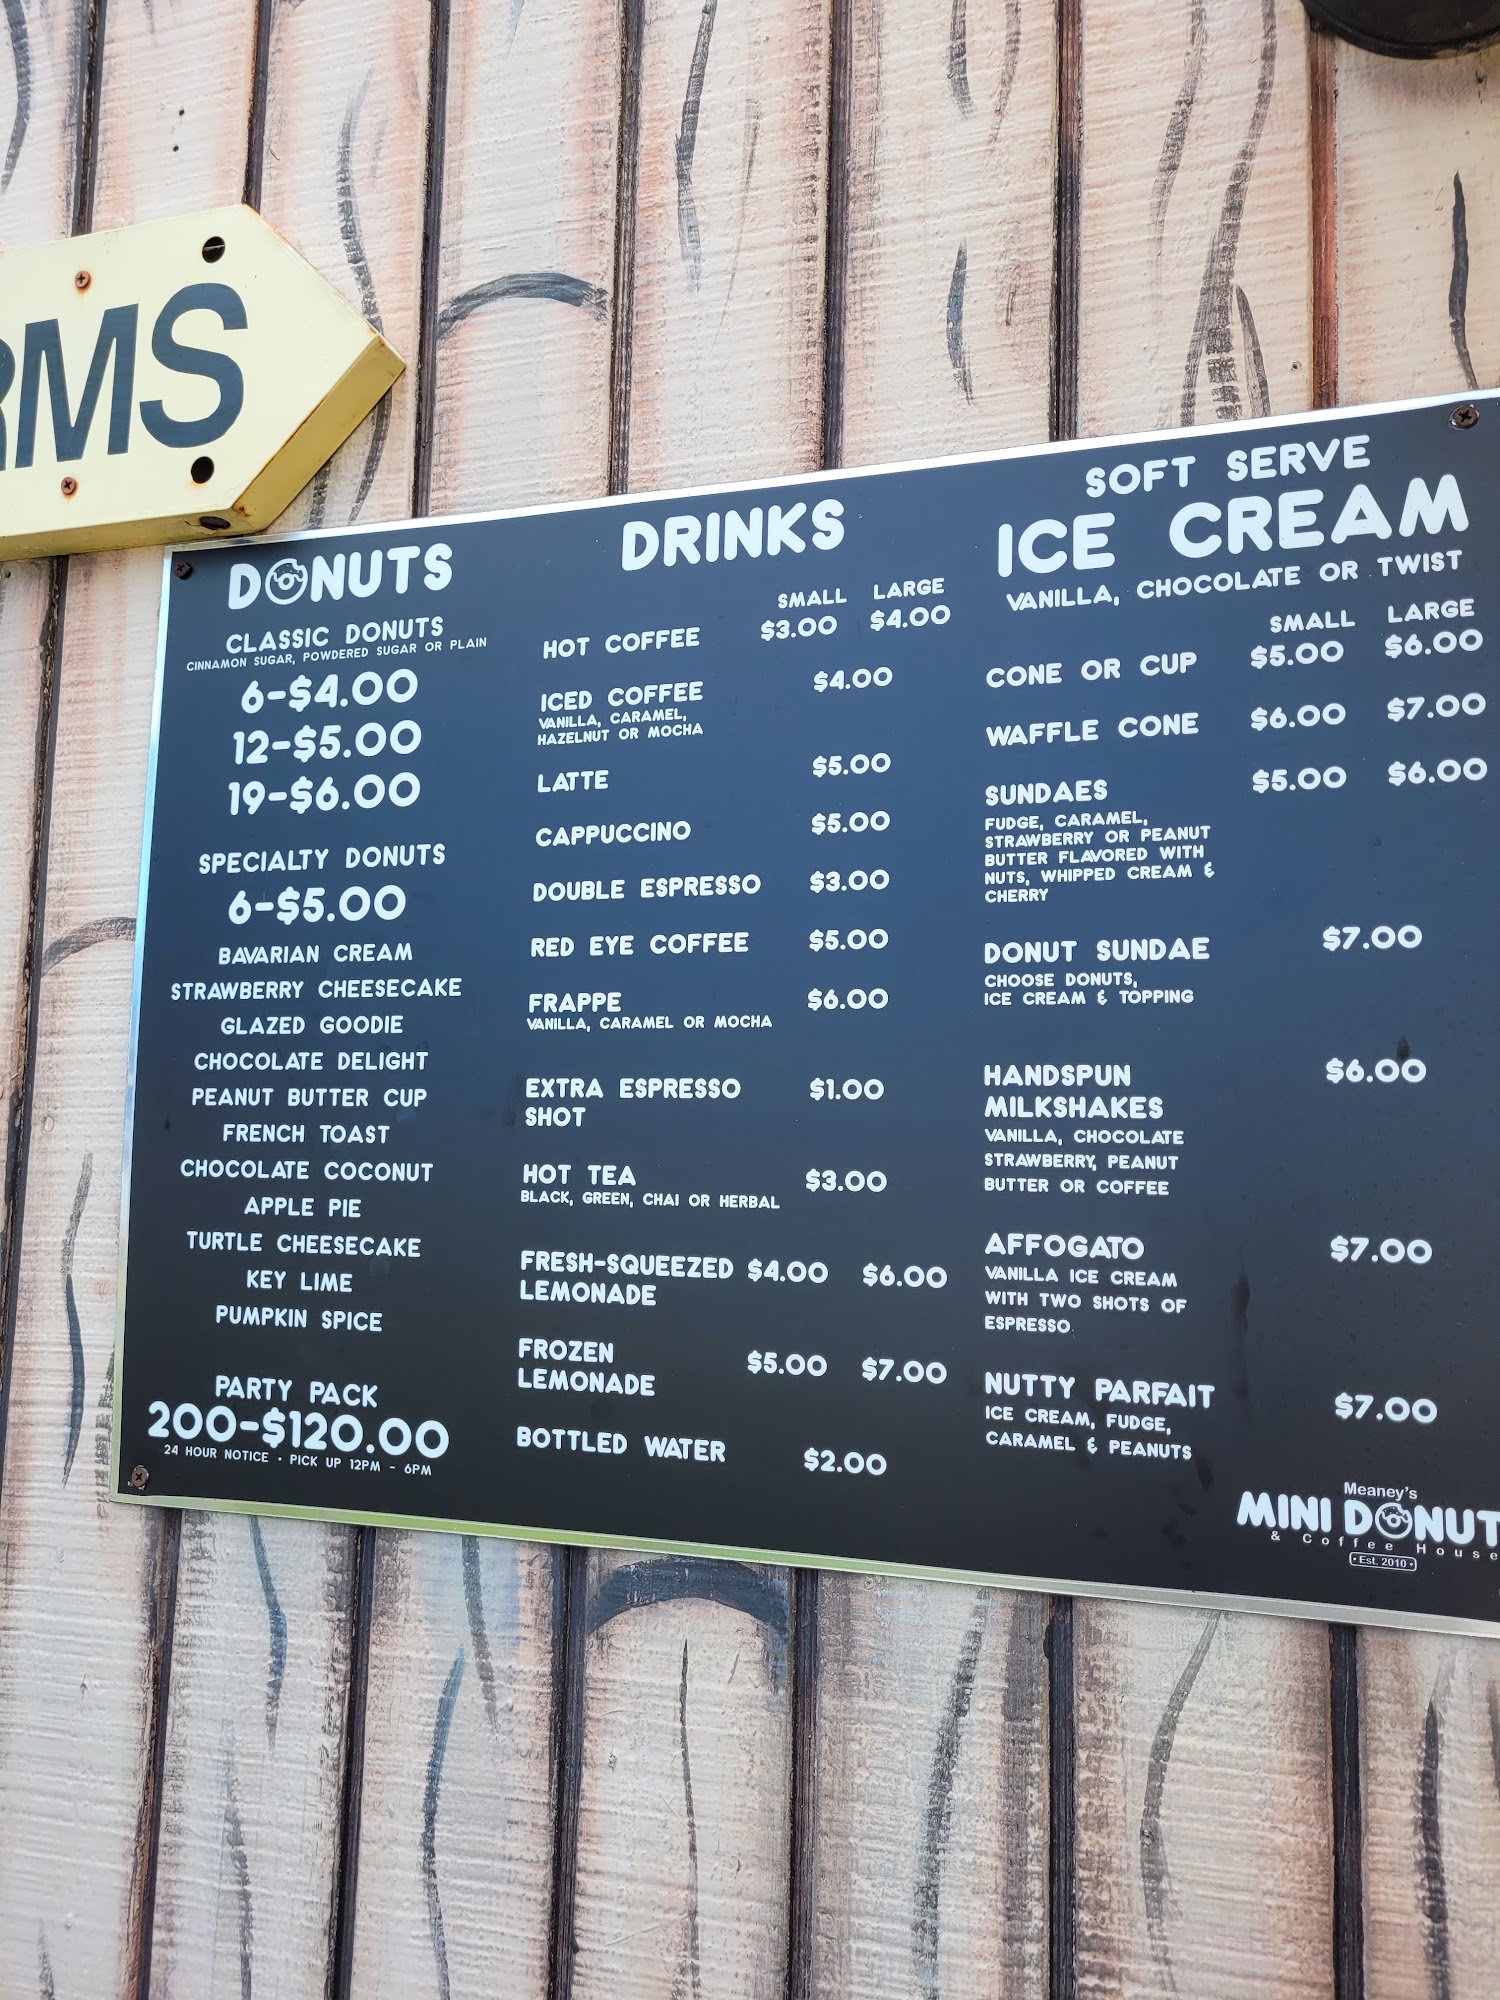 RMS
DONUTS
CLASSIC DONUTS
CINNAMON SUGAR, POWDERED SUGAR OR PLAIN
6-$4.00
12-$5.00
19-$6.00
SPECIALTY DONUTS
6-$5.00
BAVARIAN CREAM
STRAWBERRY CHEESECAKE
GLAZED GOODIE
CHOCOLATE DELIGHT
PEANUT BUTTER CUP
FRENCH TOAST
CHOCOLATE COCONUT
APPLE PIE
TURTLE CHEESECAKE
KEY LIME
PUMPKIN SPICE
PARTY PACK
200-$120.00
24 HOUR NOTICE • PICK UP 12PM - 6PM
DRINKS
SMALL LARGE
HOT COFFEE $3.00 $4.00
ICED COFFEE $4.00
VANILLA, CARAMEL,
HAZELNUT OR MOCHA
LATTE $5.00
CAPPUCCINO $5.00
DOUBLE ESPRESSO $3.00
RED EYE COFFEE $5.00
FRAPPE $6.00
VANILLA, CARAMEL OR MOCHA
EXTRA ESPRESSO $1.00
SHOT
HOT TEA $3.00
BLACK, GREEN, CHAI OR HERBAL
FRESH-SQUEEZED $4.00 $6.00
LEMONADE
FROZEN $5.00 $7.00
LEMONADE
BOTTLED WATER $2.00
SOFT SERVE
ICE CREAM
VANILLA, CHOCOLATE OR TWIST
SMALL LARGE
CONE OR CUP $5.00 $6.00
WAFFLE CONE $6.00 $7.00
SUNDAES $5.00 $6.00
FUDGE, CARAMEL,
STRAWBERRY OR PEANUT
BUTTER FLAVORED WITH
NUTS, WHIPPED CREAM &
CHERRY
DONUT SUNDAE $7.00
CHOOSE DONUTS,
ICE CREAM & TOPPING
HANDSPUN $6.00
MILKSHAKES
VANILLA, CHOCOLATE
STRAWBERRY, PEANUT
BUTTER OR COFFEE
AFFOGATO $7.00
VANILLA ICE CREAM
WITH TWO SHOTS OF
ESPRESSO
NUTTY PARFAIT $7.00
ICE CREAM, FUDGE,
CARAMEL & PEANUTS
Meaney's
MINI DONUT
& Coffee House
• Est. 2010 •